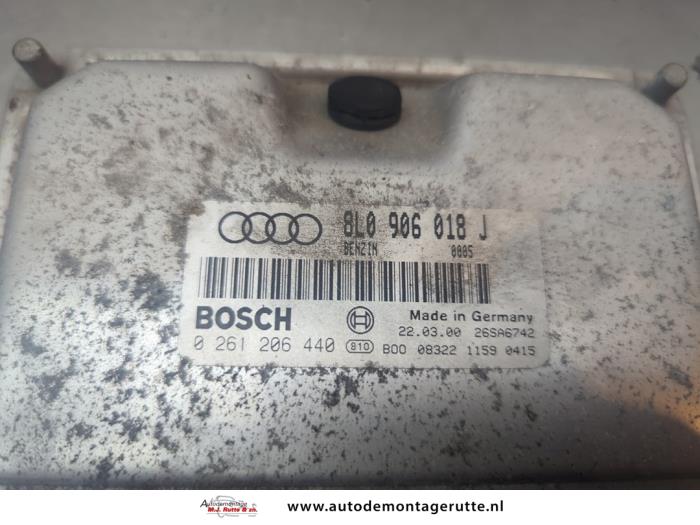 8L0 906 018 J
BENZIN 0005
BOSCH
Made in Germany
22.03.00 26SA6742
0 261 206 440 810 B00 08322 1159 0415
Autodemontage
M.J. Rutte & zn.
www.autodemontagerutte.nl